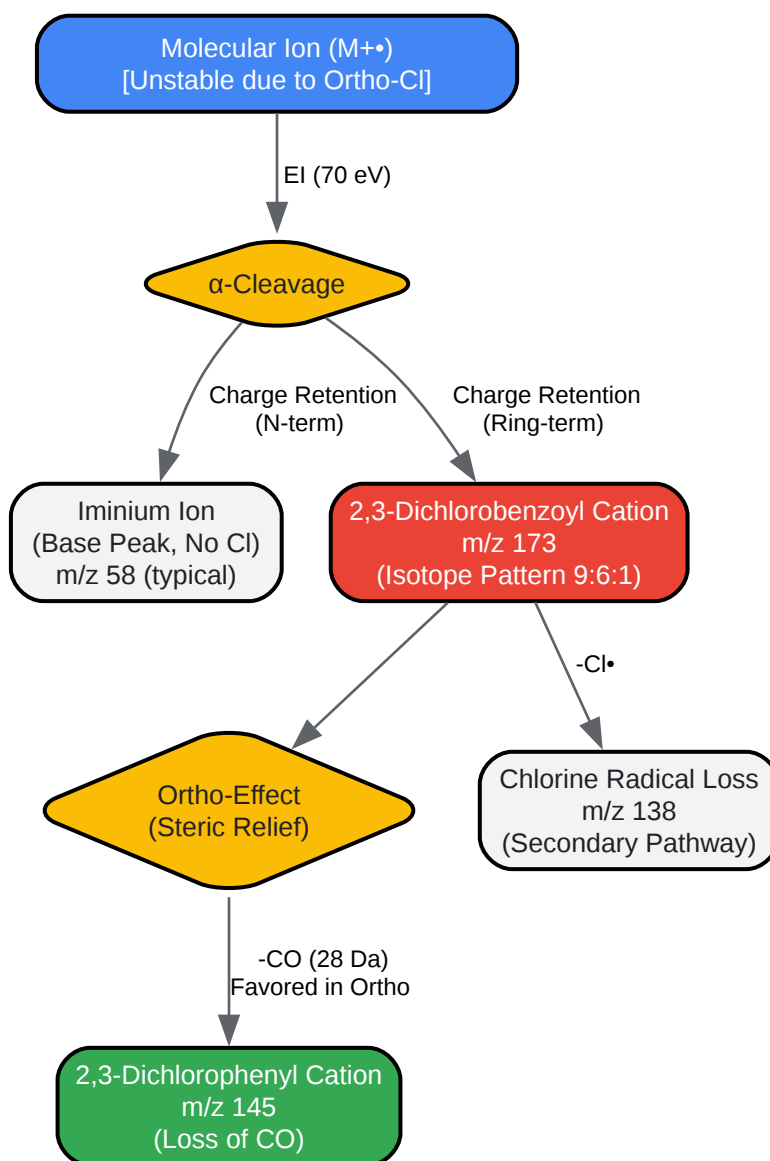 Molecular Ion (M+•)
[Unstable due to Ortho-Cl]
EI (70 eV)
α-Cleavage
Charge Retention
(N-term)
Charge Retention
(Ring-term)
Iminium Ion
(Base Peak, No Cl)
m/z 58 (typical)
2,3-Dichlorobenzoyl Cation
m/z 173
(Isotope Pattern 9:6:1)
-Cl•
Ortho-Effect
(Steric Relief)
Chlorine Radical Loss
m/z 138
(Secondary Pathway)
-CO (28 Da)
Favored in Ortho
2,3-Dichlorophenyl Cation
m/z 145
(Loss of CO)